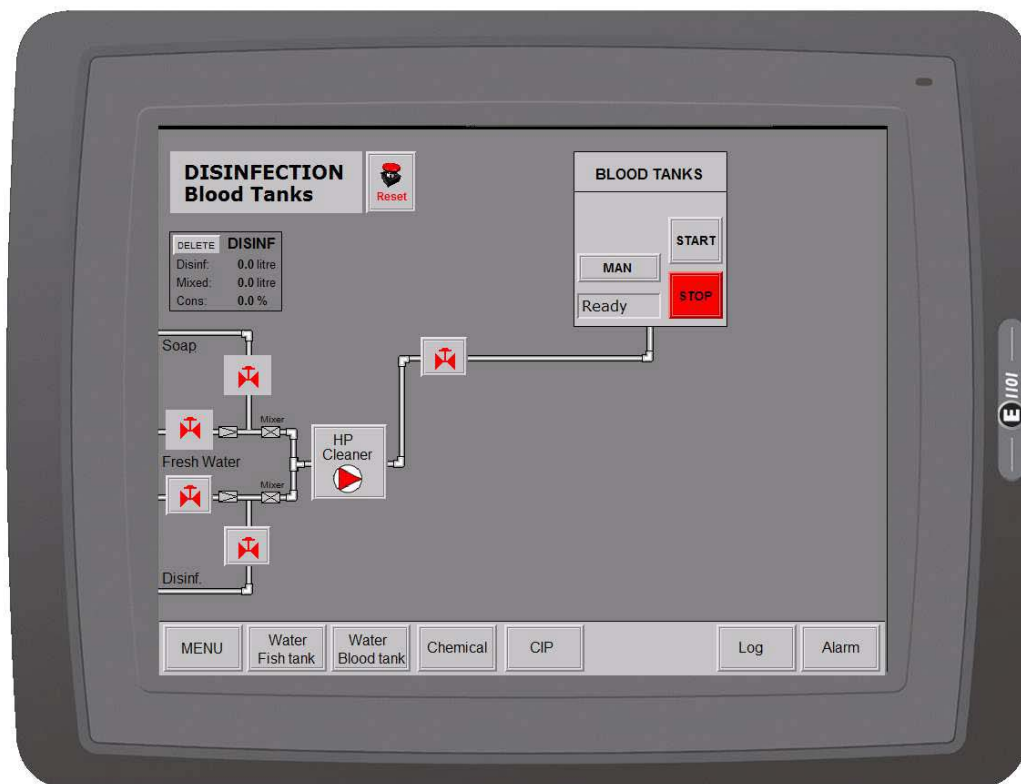 DISINFECTION
Blood Tanks
Reset
BLOOD TANKS
START
MAN
STOP
Ready
DELETE DISINF
Disinf: 0.0 litre
Mixed: 0.0 litre
Cons: 0.0 %
Soap
Mixer
HP
Cleaner
Fresh Water
Mixer
Disinf.
MENU
Water
Fish tank
Water
Blood tank
Chemical
CIP
Log
Alarm
E1101